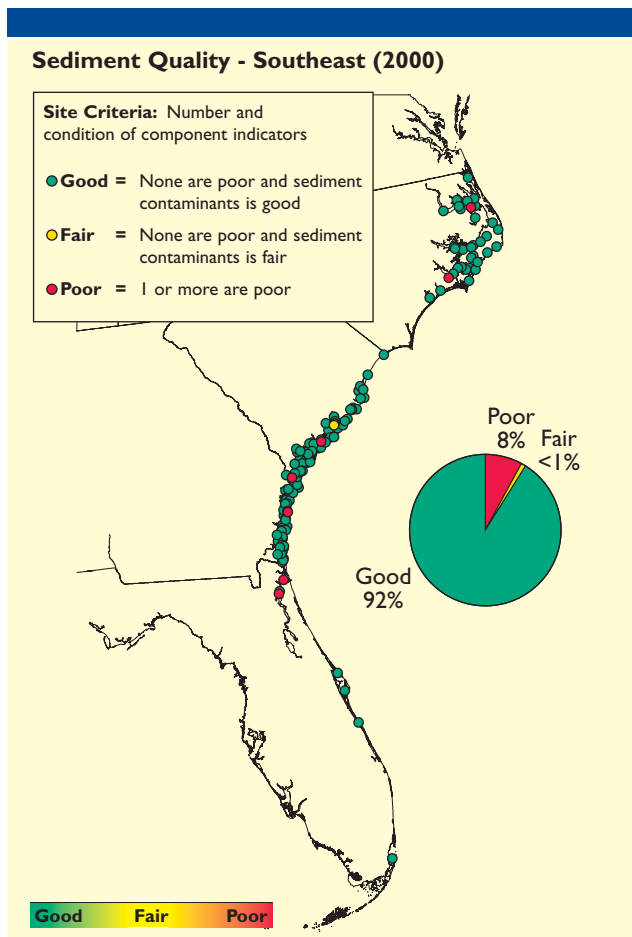 Sediment Quality - Southeast (2000)
Site Criteria: Number and
condition of component indicators
Good = None are poor and sediment
contaminants is good
Fair = None are poor and sediment
contaminants is fair
Poor = 1 or more are poor
Poor
8%
Fair
<1%
Good
92%
Good Fair Poor